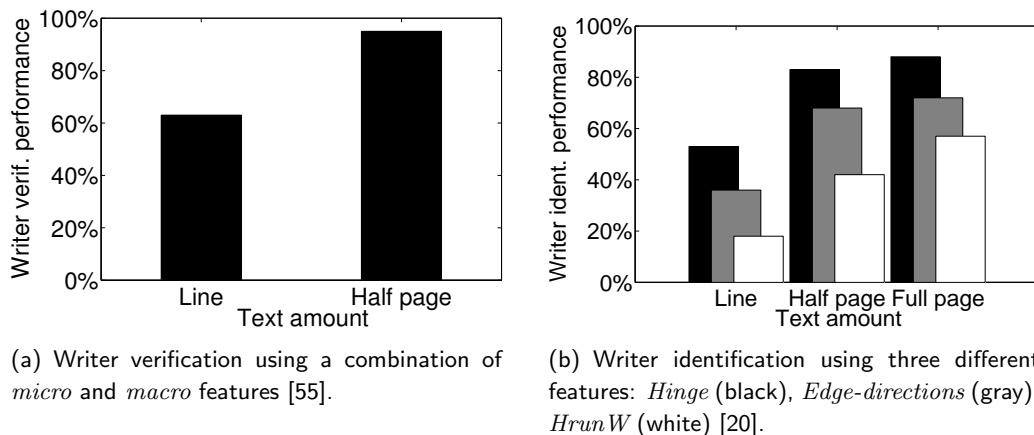 100%
80%
60%
40%
20%
0%
Writer verif. performance
Line Half page
Text amount
(a) Writer verification using a combination of
micro and macro features [55].
100%
80%
60%
40%
20%
0%
Writer ident. performance
Line Half page Full page
Text amount
(b) Writer identification using three different
features: Hinge (black), Edge-directions (gray)
HrunW (white) [20].